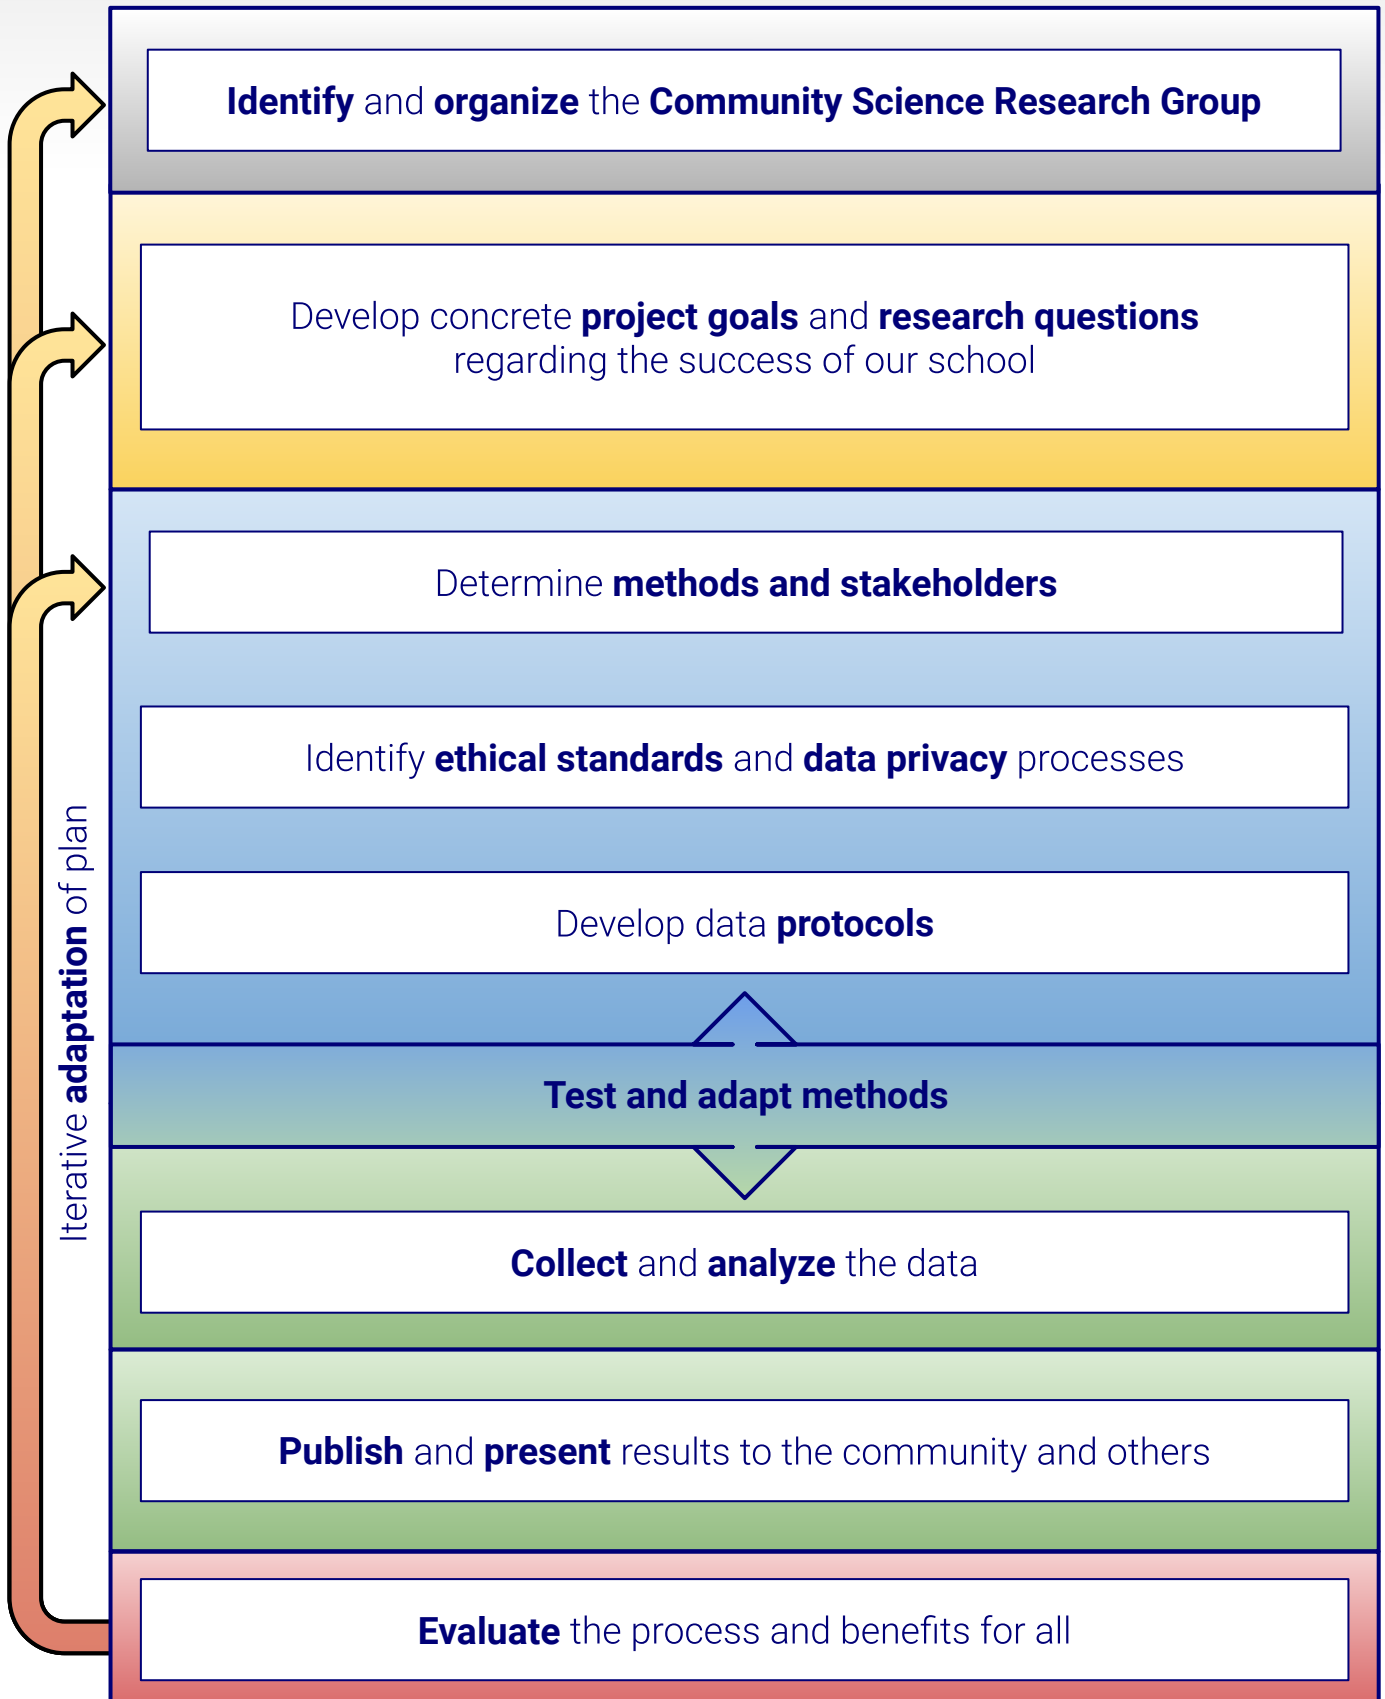 Identify and organize the Community Science Research Group
Develop concrete project goals and research questions
regarding the success of our school
Determine methods and stakeholders
Identify ethical standards and data privacy processes
Develop data protocols
Iterative adaptation of plan
Test and adapt methods
Collect and analyze the data
Publish and present results to the community and others
Evaluate the process and benefits for all